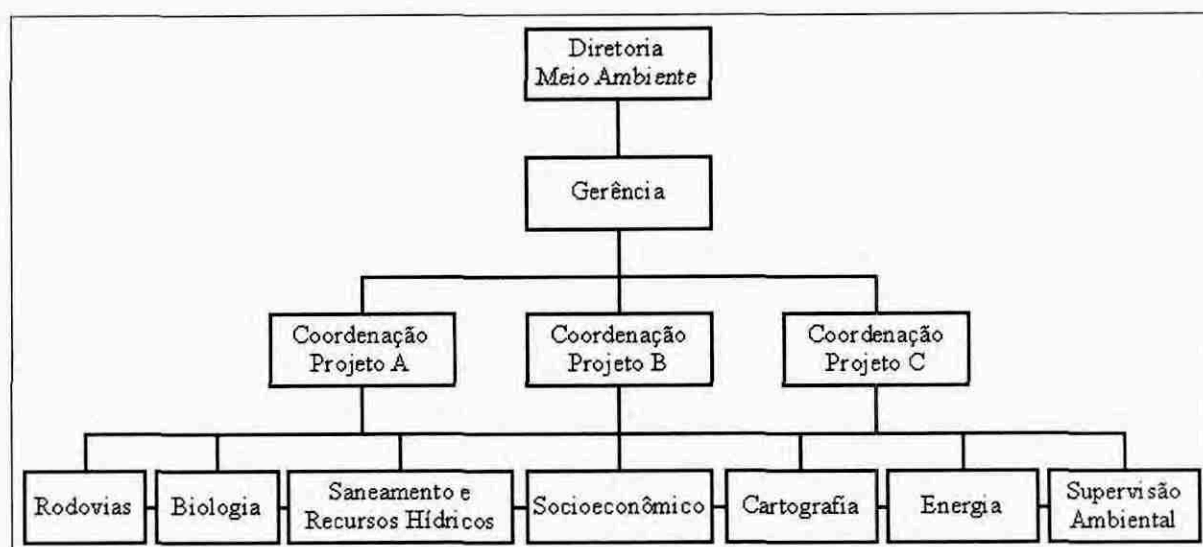 Diretoria
Meio Ambiente
Gerência
Coordenação
Projeto A
Coordenação
Projeto B
Coordenação
Projeto C
Rodovias
Biologia
Saneamento e
Recursos Hídricos
Socioeconômico
Cartografia
Energia
Supervisão
Ambiental